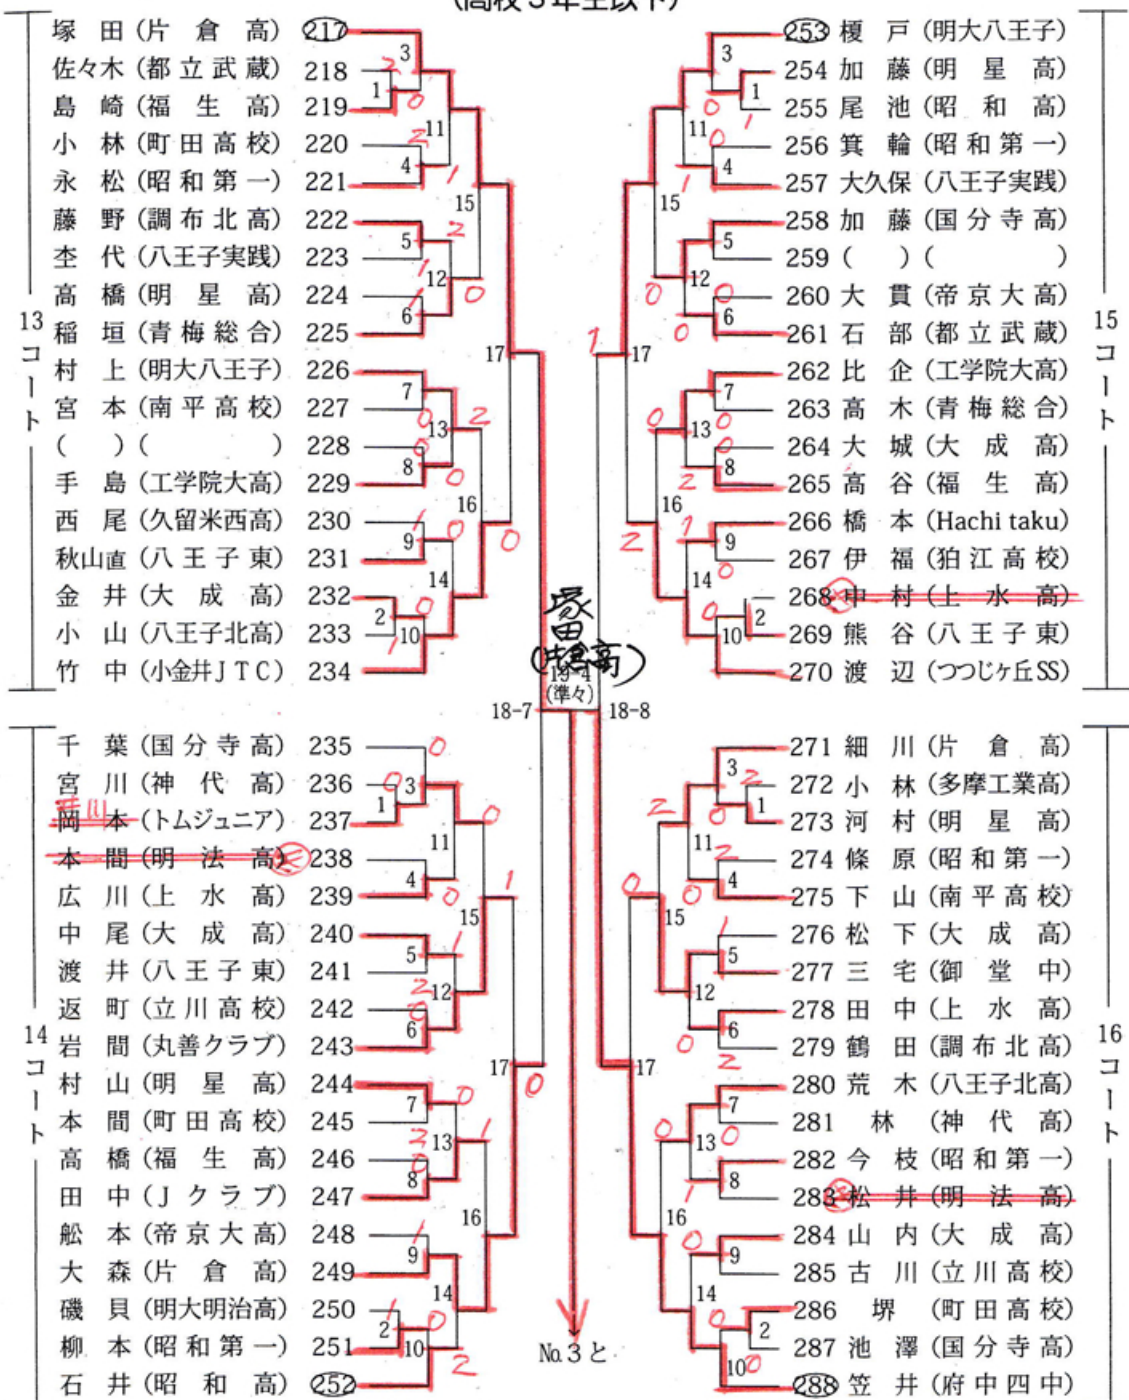 (高校3年生以下)
13コート
塚田(片倉高) 217
佐々木(都立武蔵) 218
島崎(福生高) 219
小林(町田高校) 220
永松(昭和第一) 221
藤野(調布北高) 222
杢代(八王子実践) 223
高橋(明星高) 224
稲垣(青梅総合) 225
村上(明大八王子) 226
宮本(南平高校) 227
( )( ) 228
手島(工学院大高) 229
西尾(久留米西高) 230
秋山直(八王子東) 231
金井(大成高) 232
小山(八王子北高) 233
竹中(小金井JTC) 234
14コート
千葉(国分寺高) 235
宮川(神代高) 236
井川
岡本(トムジュニア) 237
本間(明法高) 238
広川(上水高) 239
中尾(大成高) 240
渡井(八王子東) 241
返町(立川高校) 242
岩間(丸善クラブ) 243
村山(明星高) 244
本間(町田高校) 245
高橋(福生高) 246
田中(Jクラブ) 247
舩本(帝京大高) 248
大森(片倉高) 249
磯貝(明大明治高) 250
柳本(昭和第一) 251
石井(昭和高) 252
塚田
(片倉高)
19-4
(準々)
18-7
18-8
No.3と
15コート
253 榎戸(明大八王子)
254 加藤(明星高)
255 尾池(昭和高)
256 箕輪(昭和第一)
257 大久保(八王子実践)
258 加藤(国分寺高)
259 ( )( )
260 大貫(帝京大高)
261 石部(都立武蔵)
262 比企(工学院大高)
263 高木(青梅総合)
264 大城(大成高)
265 高谷(福生高)
266 橋本(Hachi taku)
267 伊福(狛江高校)
268 中村(上水高)
269 熊谷(八王子東)
270 渡辺(つつじヶ丘SS)
16コート
271 細川(片倉高)
272 小林(多摩工業高)
273 河村(明星高)
274 條原(昭和第一)
275 下山(南平高校)
276 松下(大成高)
277 三宅(御堂中)
278 田中(上水高)
279 鶴田(調布北高)
280 荒木(八王子北高)
281 林(神代高)
282 今枝(昭和第一)
283 松井(明法高)
284 山内(大成高)
285 古川(立川高校)
286 堺(町田高校)
287 池澤(国分寺高)
288 笠井(府中四中)